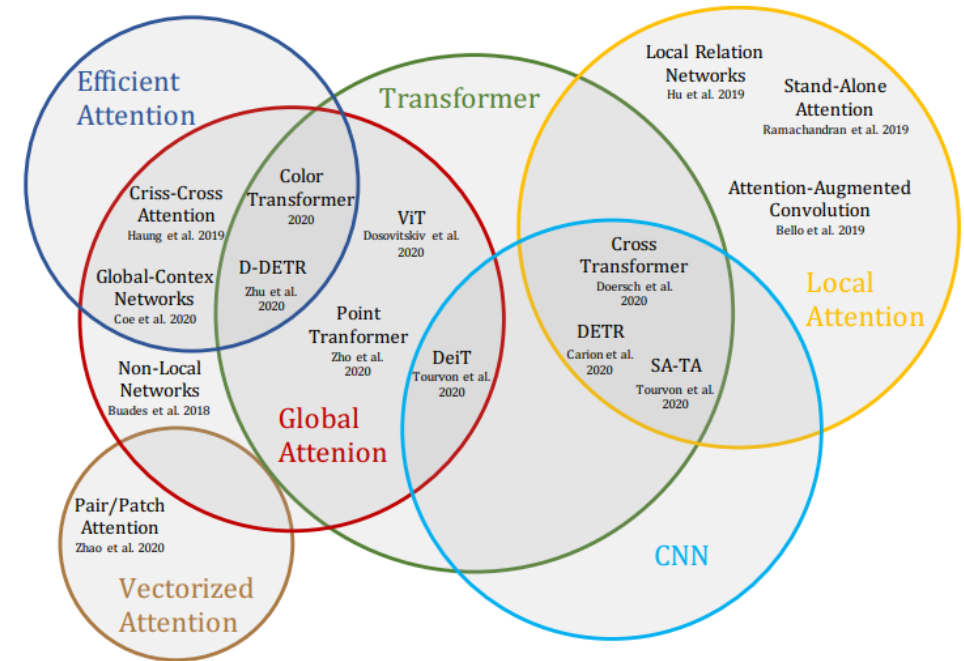 Efficient
Attention
Transformer
Local Relation
Networks
Hu et al. 2019
Stand-Alone
Attention
Ramachandran et al. 2019
Criss-Cross
Attention
Haung et al. 2019
Color
Transformer
2020
ViT
Dosovitskiv et al.
2020
Attention-Augmented
Convolution
Bello et al. 2019
Global-Contex
Networks
Coe et al. 2020
D-DETR
Zhu et al.
2020
Cross
Transformer
Doersch et al.
2020
Local
Attention
Point
Tranformer
Zho et al.
2020
DETR
Carion et al.
2020
Non-Local
Networks
Buades et al. 2018
DeiT
Tourvon et al.
2020
SA-TA
Tourvon et al.
2020
Global
Attenion
Pair/Patch
Attention
Zhao et al. 2020
CNN
Vectorized
Attention